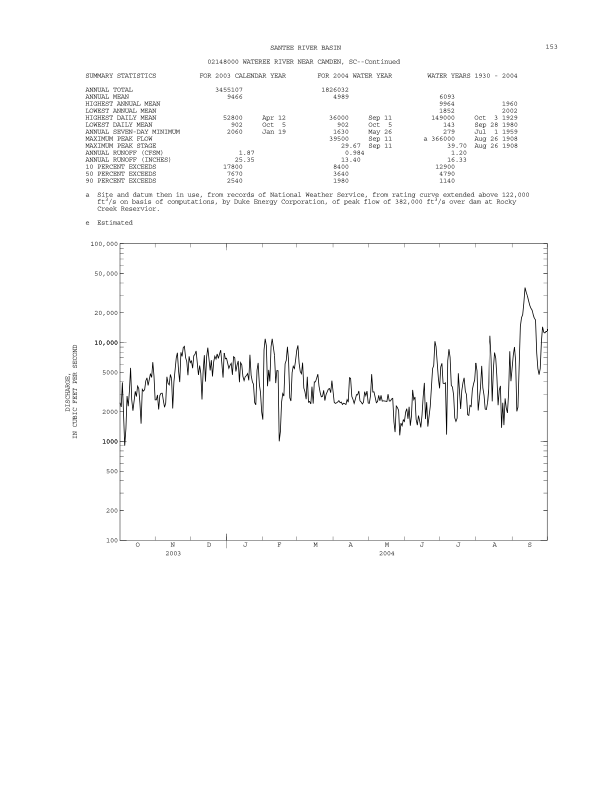 SANTEE RIVER BASIN 153
02148000 WATEREE RIVER NEAR CAMDEN, SC--Continued
SUMMARY STATISTICS FOR 2003 CALENDAR YEAR FOR 2004 WATER YEAR WATER YEARS 1930 - 2004
ANNUAL TOTAL 3455107 1826032
ANNUAL MEAN 9466 4989 6093
HIGHEST ANNUAL MEAN 9964 1960
LOWEST ANNUAL MEAN 1852 2002
HIGHEST DAILY MEAN 52800 Apr 12 36000 Sep 11 149000 Oct 3 1929
LOWEST DAILY MEAN 902 Oct 5 902 Oct 5 143 Sep 28 1980
ANNUAL SEVEN-DAY MINIMUM 2060 Jan 19 1630 May 26 279 Jul 1 1959
MAXIMUM PEAK FLOW 39500 Sep 11 a 366000 Aug 26 1908
MAXIMUM PEAK STAGE 29.67 Sep 11 39.70 Aug 26 1908
ANNUAL RUNOFF (CFSM) 1.87 0.984 1.20
ANNUAL RUNOFF (INCHES) 25.35 13.40 16.33
10 PERCENT EXCEEDS 17800 8400 12900
50 PERCENT EXCEEDS 7670 3640 4790
90 PERCENT EXCEEDS 2540 1980 1140
a Site and datum then in use, from records of National Weather Service, from rating curve extended above 122,000
ft³/s on basis of computations, by Duke Energy Corporation, of peak flow of 382,000 ft³/s over dam at Rocky
Creek Reservior.
e Estimated
100,000
50,000
20,000
10,000
5000
2000
1000
500
200
100
DISCHARGE,
IN CUBIC FEET PER SECOND
O N D J F M A M J J A S
2003 2004